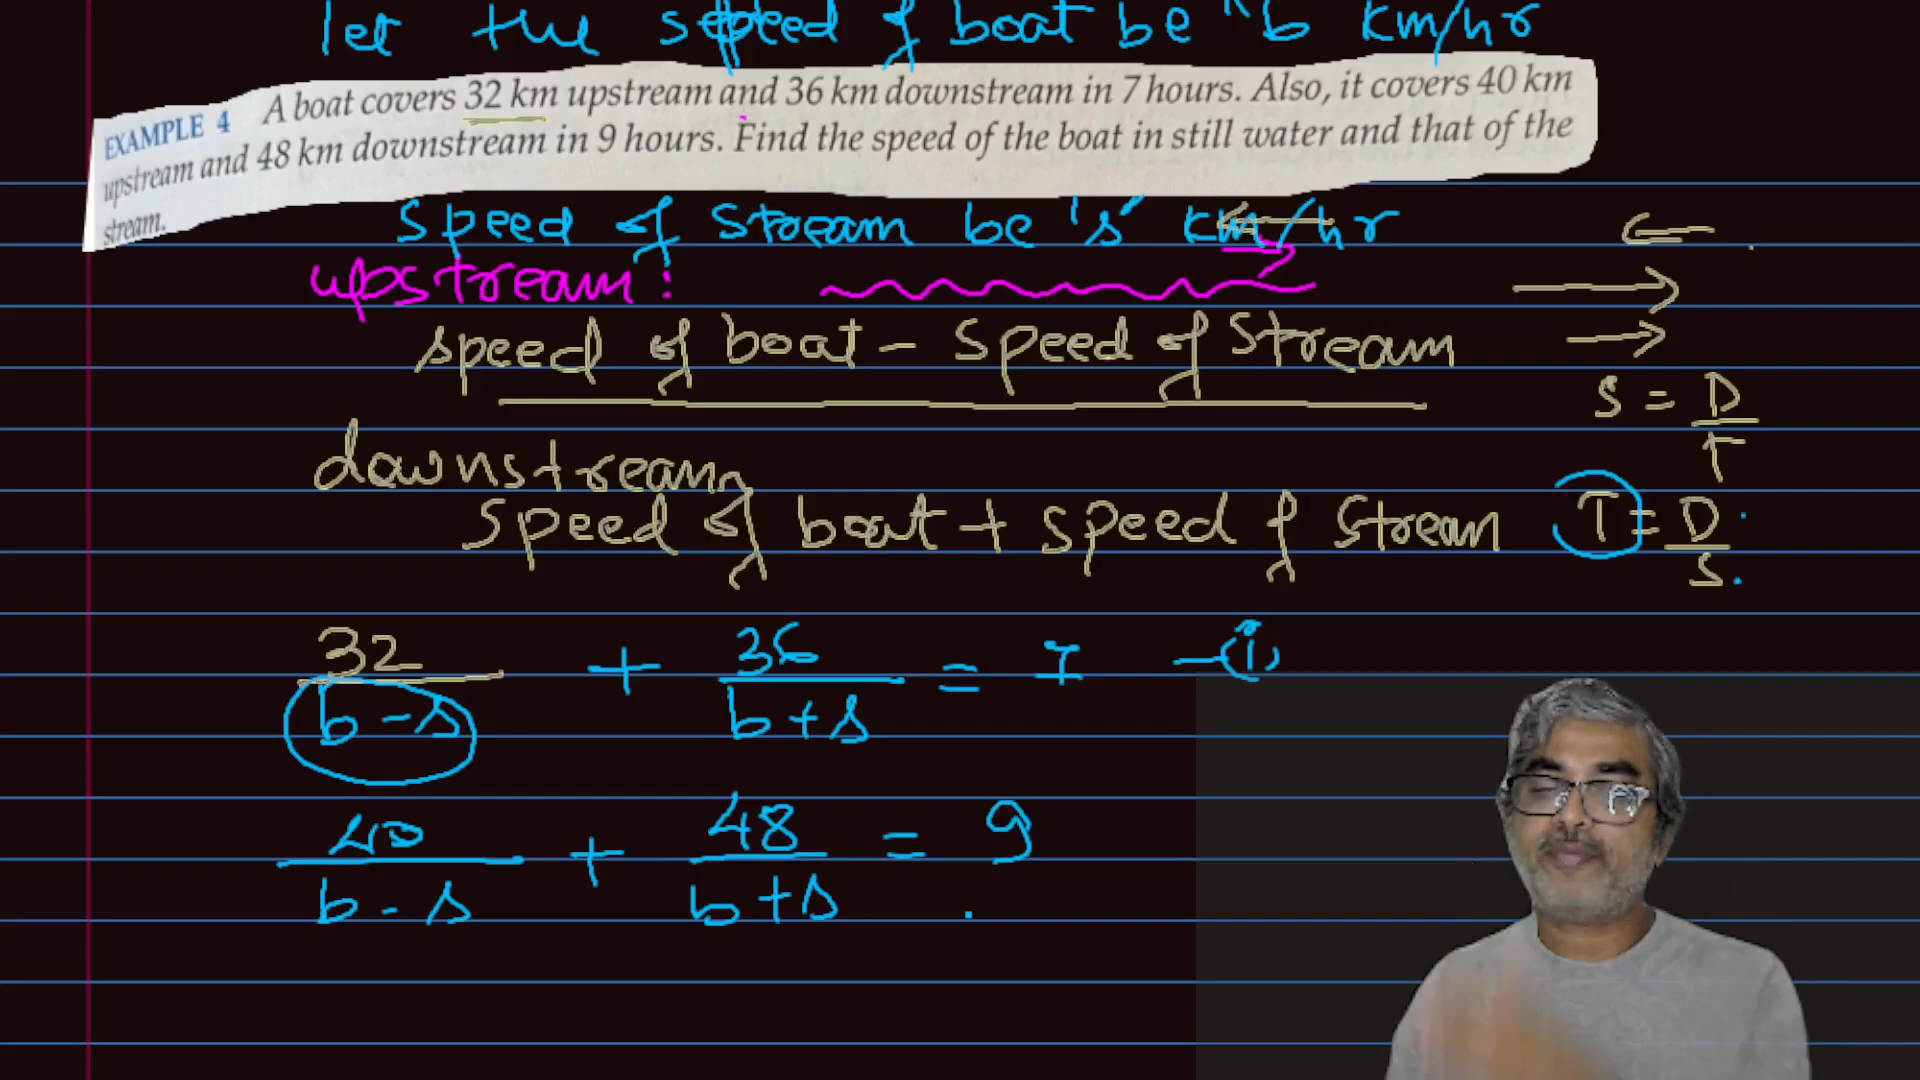 let the speed of boat be "b km/hr
EXAMPLE 4 A boat covers 32 km upstream and 36 km downstream in 7 hours. Also, it covers 40 km
upstream and 48 km downstream in 9 hours. Find the speed of the boat in still water and that of the
stream.
Speed of Stream be 's' km/hr
upstream:
speed of boat - Speed of Stream
S = D/T
downstream
Speed of boat + Speed of Stream
T = D/S
32/(b-s) + 36/(b+s) = 7 -(i)
40/(b-s) + 48/(b+s) = 9